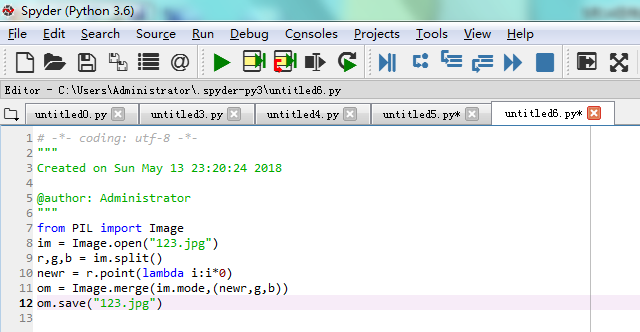 Spyder (Python 3.6)
File Edit Search Source Run Debug Consoles Projects Tools View Help
Editor - C:\Users\Administrator\.spyder-py3\untitled6.py
untitled0.py untitled3.py untitled4.py untitled5.py* untitled6.py*
1 # -*- coding: utf-8 -*-
2 """
3 Created on Sun May 13 23:20:24 2018
4
5 @author: Administrator
6 """
7 from PIL import Image
8 im = Image.open("123.jpg")
9 r,g,b = im.split()
10 newr = r.point(lambda i:i*0)
11 om = Image.merge(im.mode,(newr,g,b))
12 om.save("123.jpg")
13